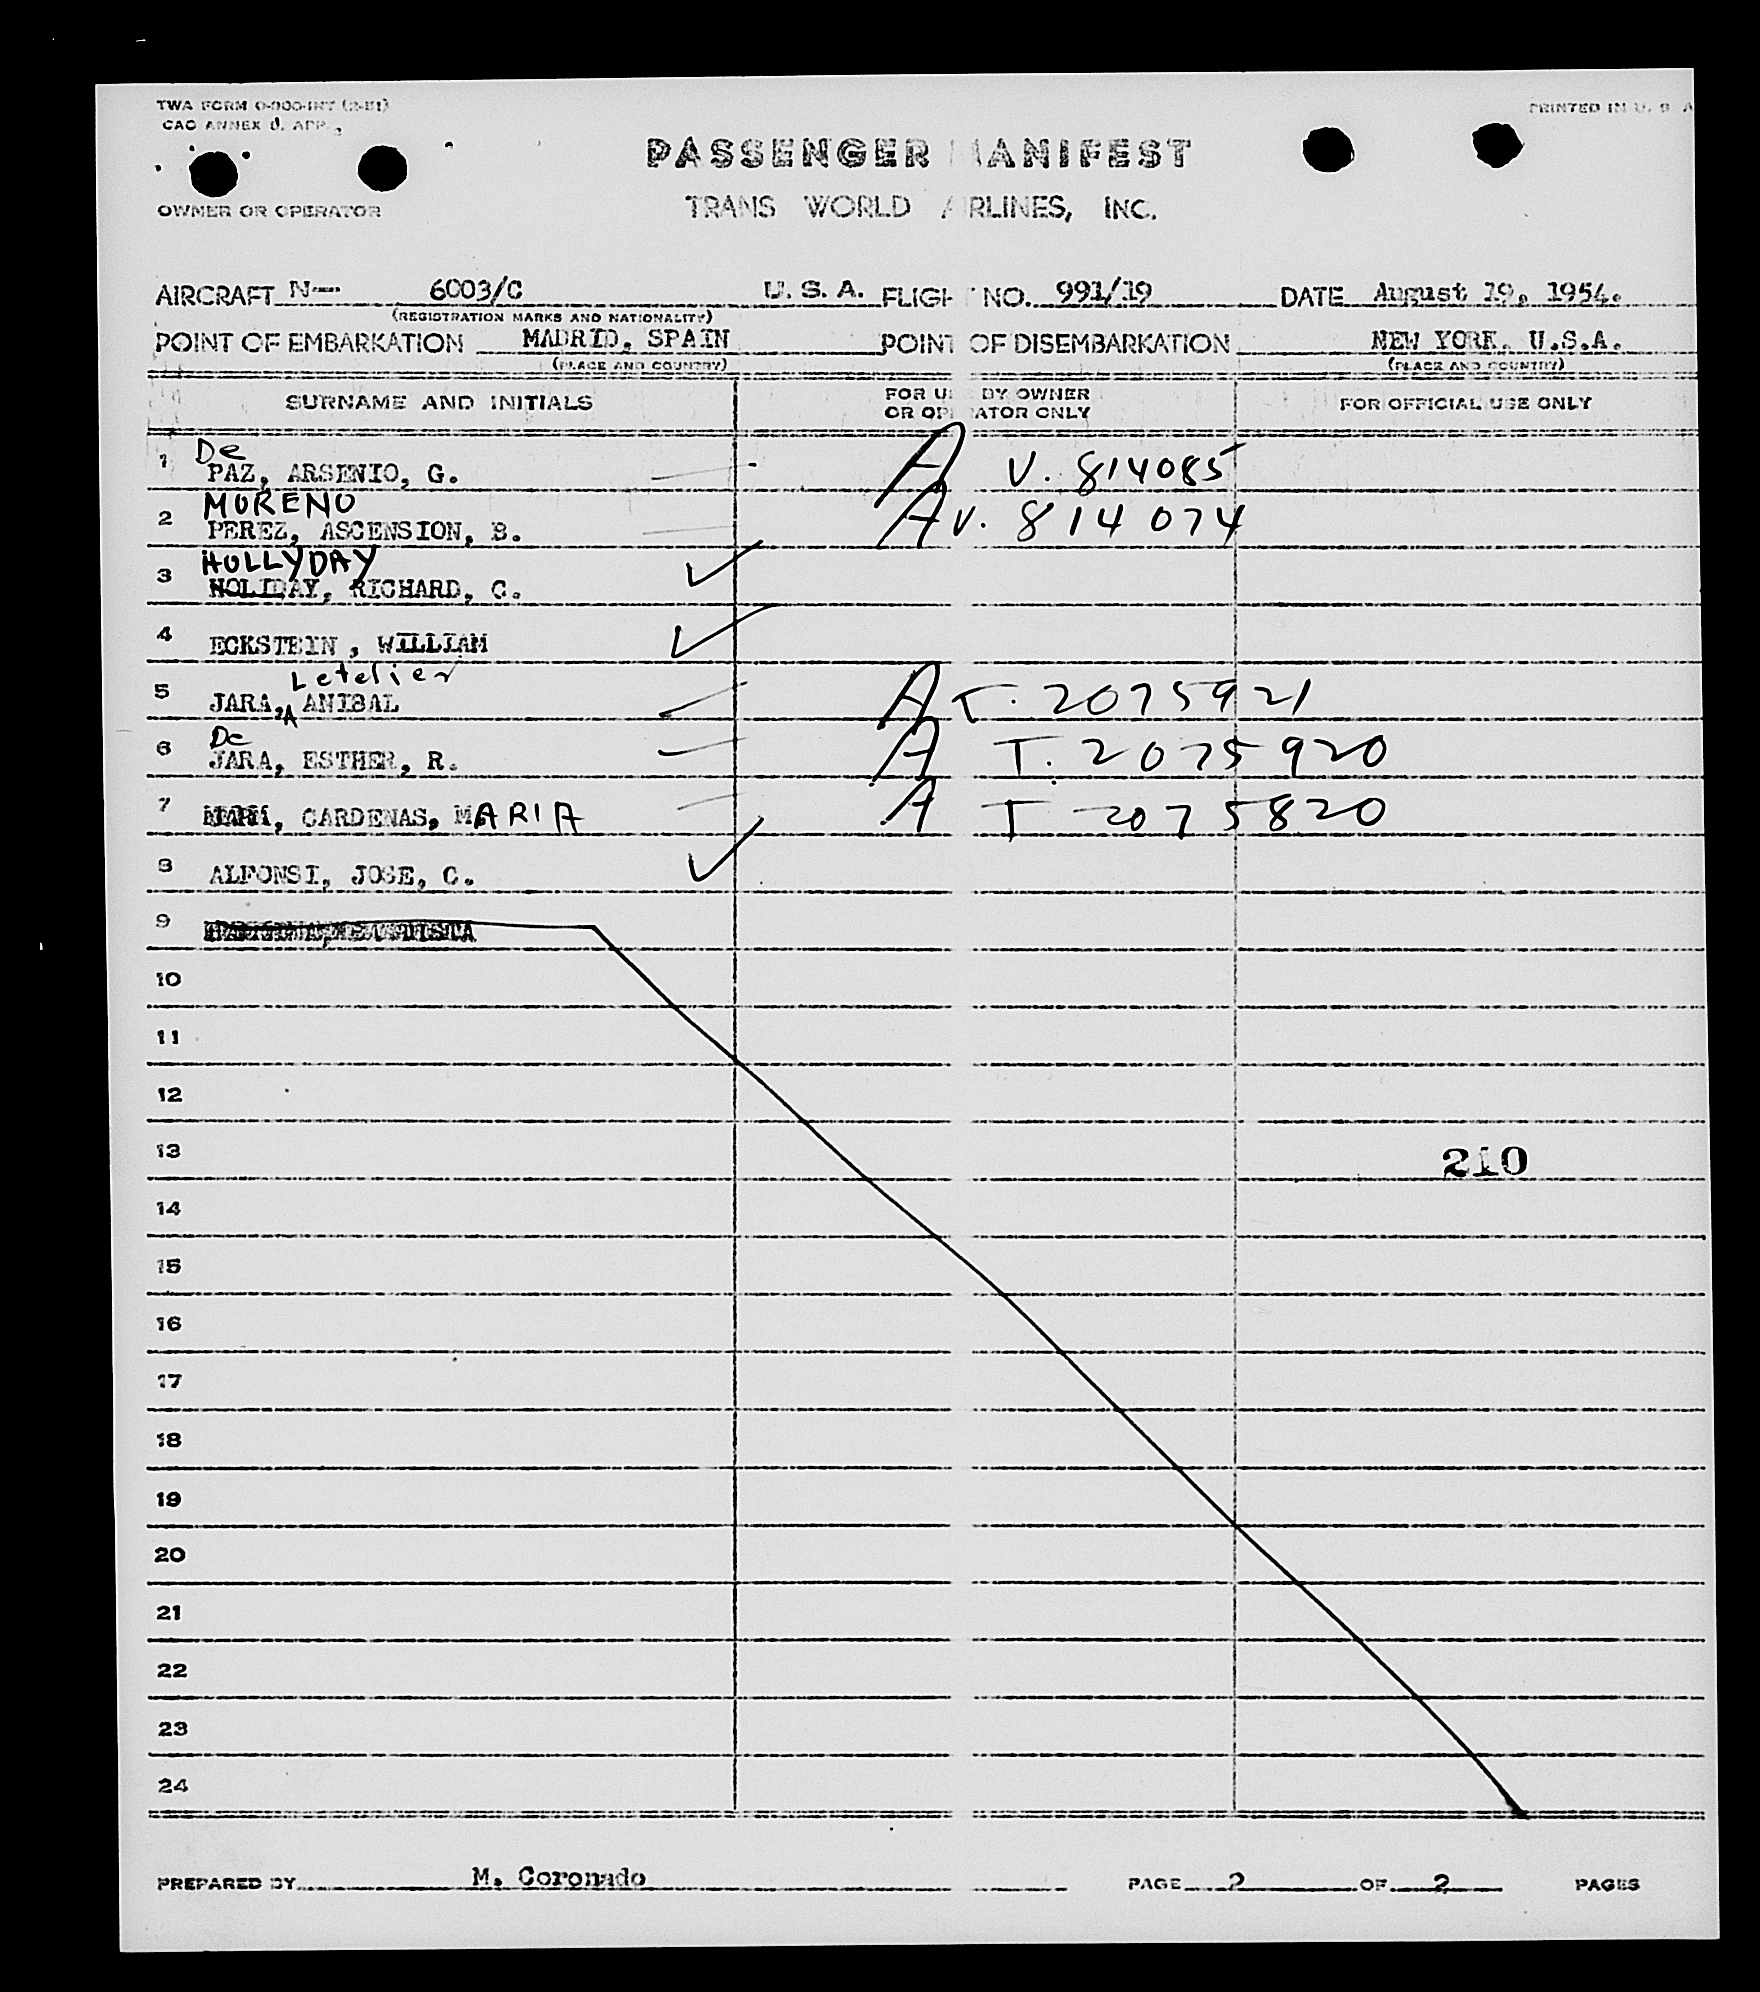 TWA FORM
CAO ANNEX
PRINTED IN U. S. A
PASSENGER MANIFEST
OWNER OR OPERATOR
TRANS WORLD AIRLINES, INC.
AIRCRAFT N— 6003/C U. S. A. FLIGHT NO. 991/19 DATE August 19, 1954.
(REGISTRATION MARKS AND NATIONALITY)
POINT OF EMBARKATION MADRID, SPAIN POINT OF DISEMBARKATION NEW YORK, U.S.A.
(PLACE AND COUNTRY) (PLACE AND COUNTRY)
SURNAME AND INITIALS FOR USE BY OWNER OR OPERATOR ONLY FOR OFFICIAL USE ONLY
De
1 PAZ, ARSENIO, G. A V. 814085
MORENO
2 PEREZ, ASCENSION, B. A V. 814074
HOLLYDAY
3 HOLIDAY, RICHARD, C.
4 ECKSTEIN, WILLIAM
Letelier
5 JARA, ANIBAL A T. 2075921
De
6 JARA, ESTHER, R. A T. 2075920
7 CARDENAS, MARIA A T 2075820
8 ALFONSI, JOSE, C.
9
10
11
12
13 210
14
15
16
17
18
19
20
21
22
23
24
PREPARED BY M. Coronado PAGE 2 OF 2 PAGES